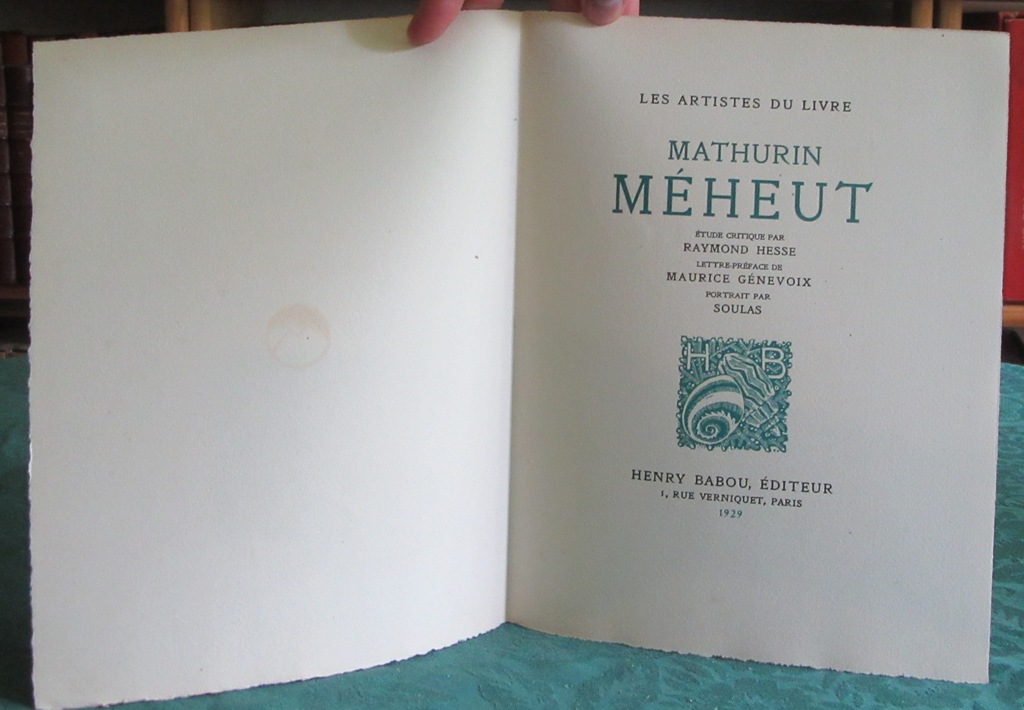 LES ARTISTES DU LIVRE
MATHURIN
MÉHEUT
ÉTUDE CRITIQUE PAR
RAYMOND HESSE
LETTRE-PRÉFACE DE
MAURICE GÉNEVOIX
PORTRAIT PAR
SOULAS
H B
HENRY BABOU, ÉDITEUR
1, RUE VERNIQUET, PARIS
1929